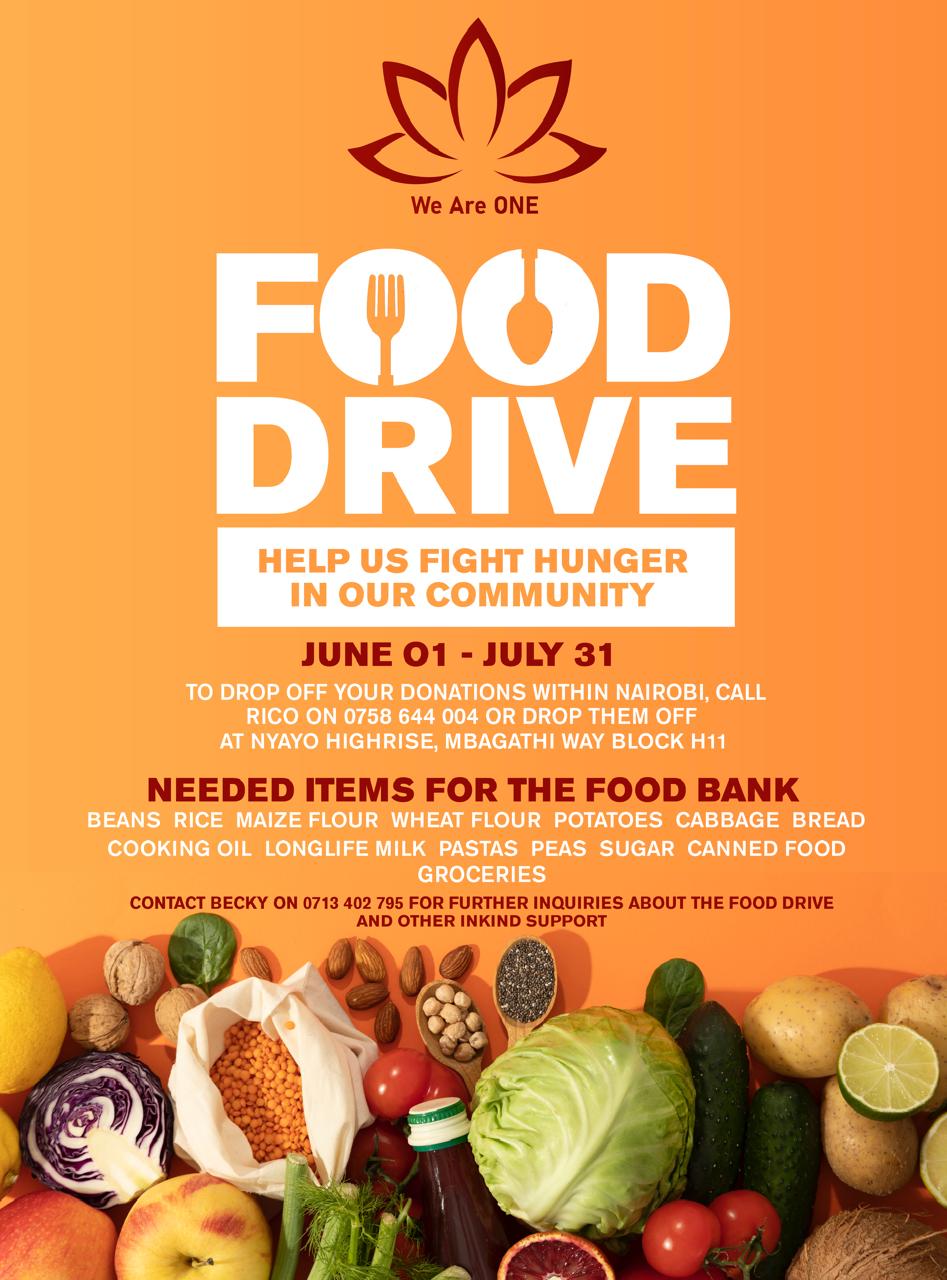 We Are ONE
FOOD
DRIVE
HELP US FIGHT HUNGER
IN OUR COMMUNITY
JUNE 01 - JULY 31
TO DROP OFF YOUR DONATIONS WITHIN NAIROBI, CALL
RICO ON 0758 644 004 OR DROP THEM OFF
AT NYAYO HIGHRISE, MBAGATHI WAY BLOCK H11
NEEDED ITEMS FOR THE FOOD BANK
BEANS RICE MAIZE FLOUR WHEAT FLOUR POTATOES CABBAGE BREAD
COOKING OIL LONGLIFE MILK PASTAS PEAS SUGAR CANNED FOOD
GROCERIES
CONTACT BECKY ON 0713 402 795 FOR FURTHER INQUIRIES ABOUT THE FOOD DRIVE
AND OTHER INKIND SUPPORT